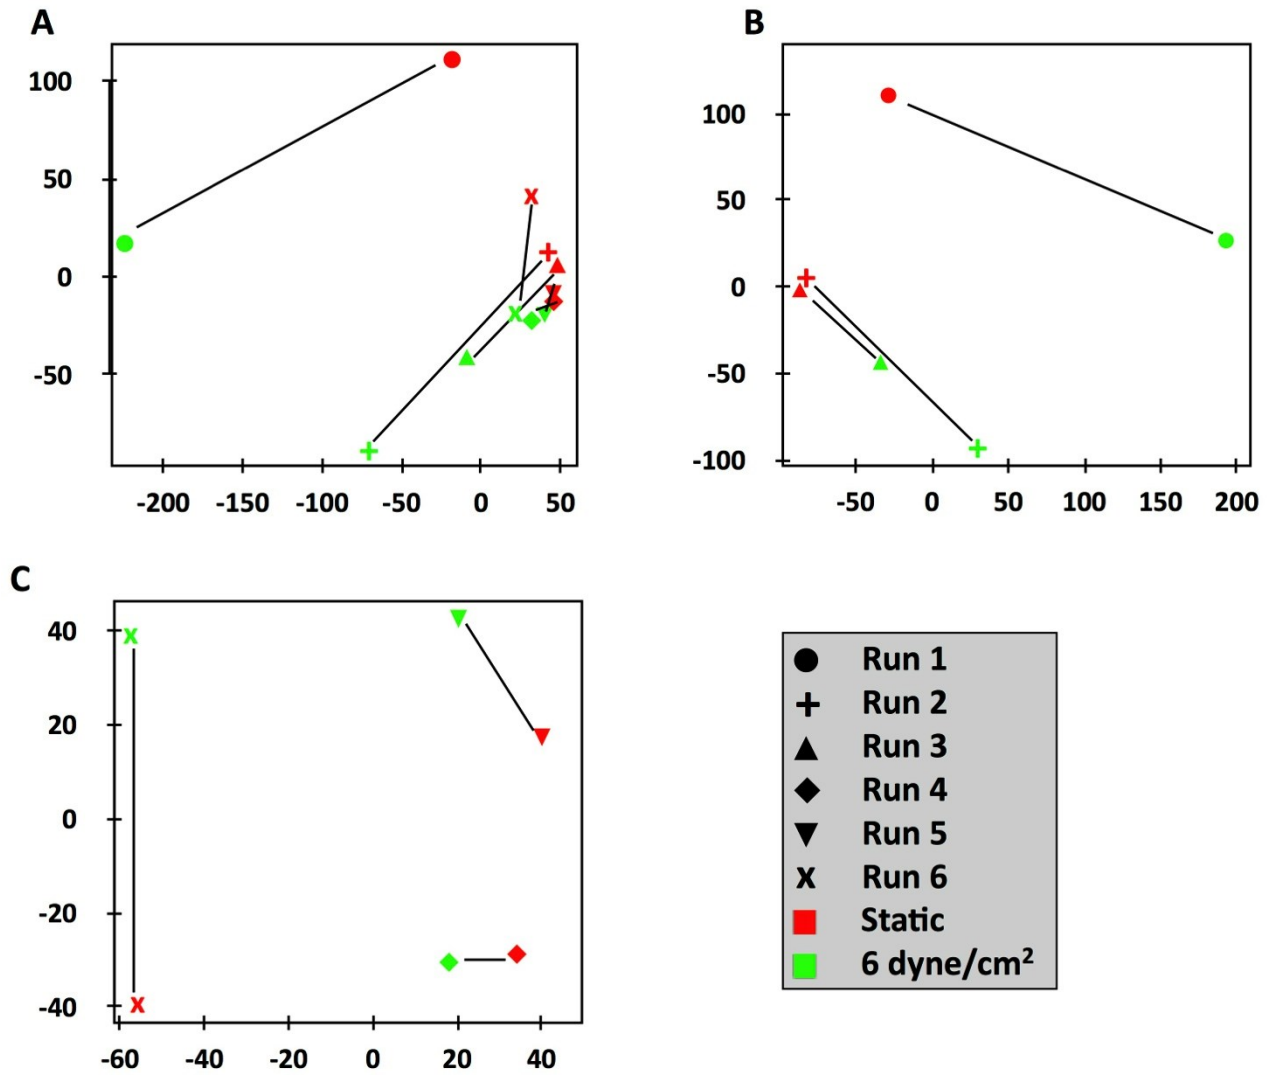 A
100
50
0
-50
-200 -150 -100 -50 0 50
B
100
50
0
-50
-100
-50 0 50 100 150 200
C
40
20
0
-20
-40
-60 -40 -20 0 20 40
Run 1
Run 2
Run 3
Run 4
Run 5
Run 6
Static
6 dyne/cm²